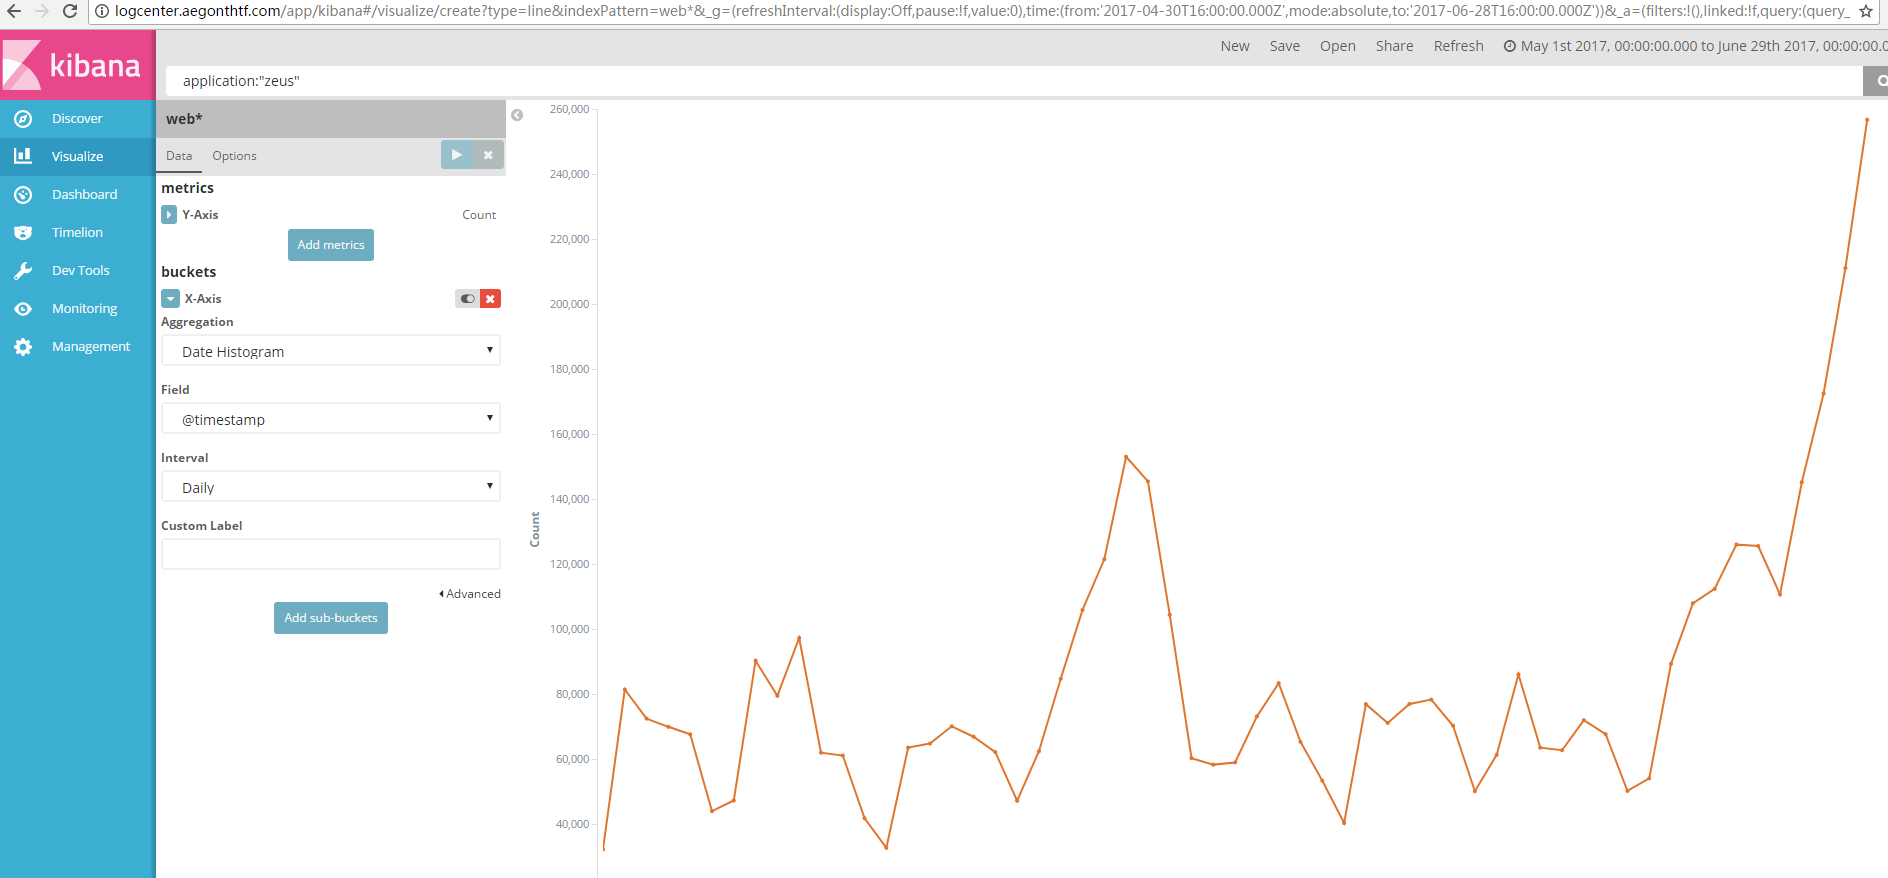 logcenter.aegonthtf.com/app/kibana#/visualize/create?type=line&indexPattern=web*&_g=(refreshInterval:(display:Off,pause:!f,value:0),time:(from:'2017-04-30T16:00:00.000Z',mode:absolute,to:'2017-06-28T16:00:00.000Z'))&_a=(filters:!(),linked:!f,query:(query_
kibana
New Save Open Share Refresh May 1st 2017, 00:00:00.000 to June 29th 2017, 00:00:00.0
application:"zeus"
Discover
Visualize
Dashboard
Timelion
Dev Tools
Monitoring
Management
web*
Data Options
metrics
Y-Axis Count
Add metrics
buckets
X-Axis
Aggregation
Date Histogram
Field
@timestamp
Interval
Daily
Custom Label
Advanced
Add sub-buckets
260,000
240,000
220,000
200,000
180,000
160,000
140,000
120,000
100,000
80,000
60,000
40,000
Count